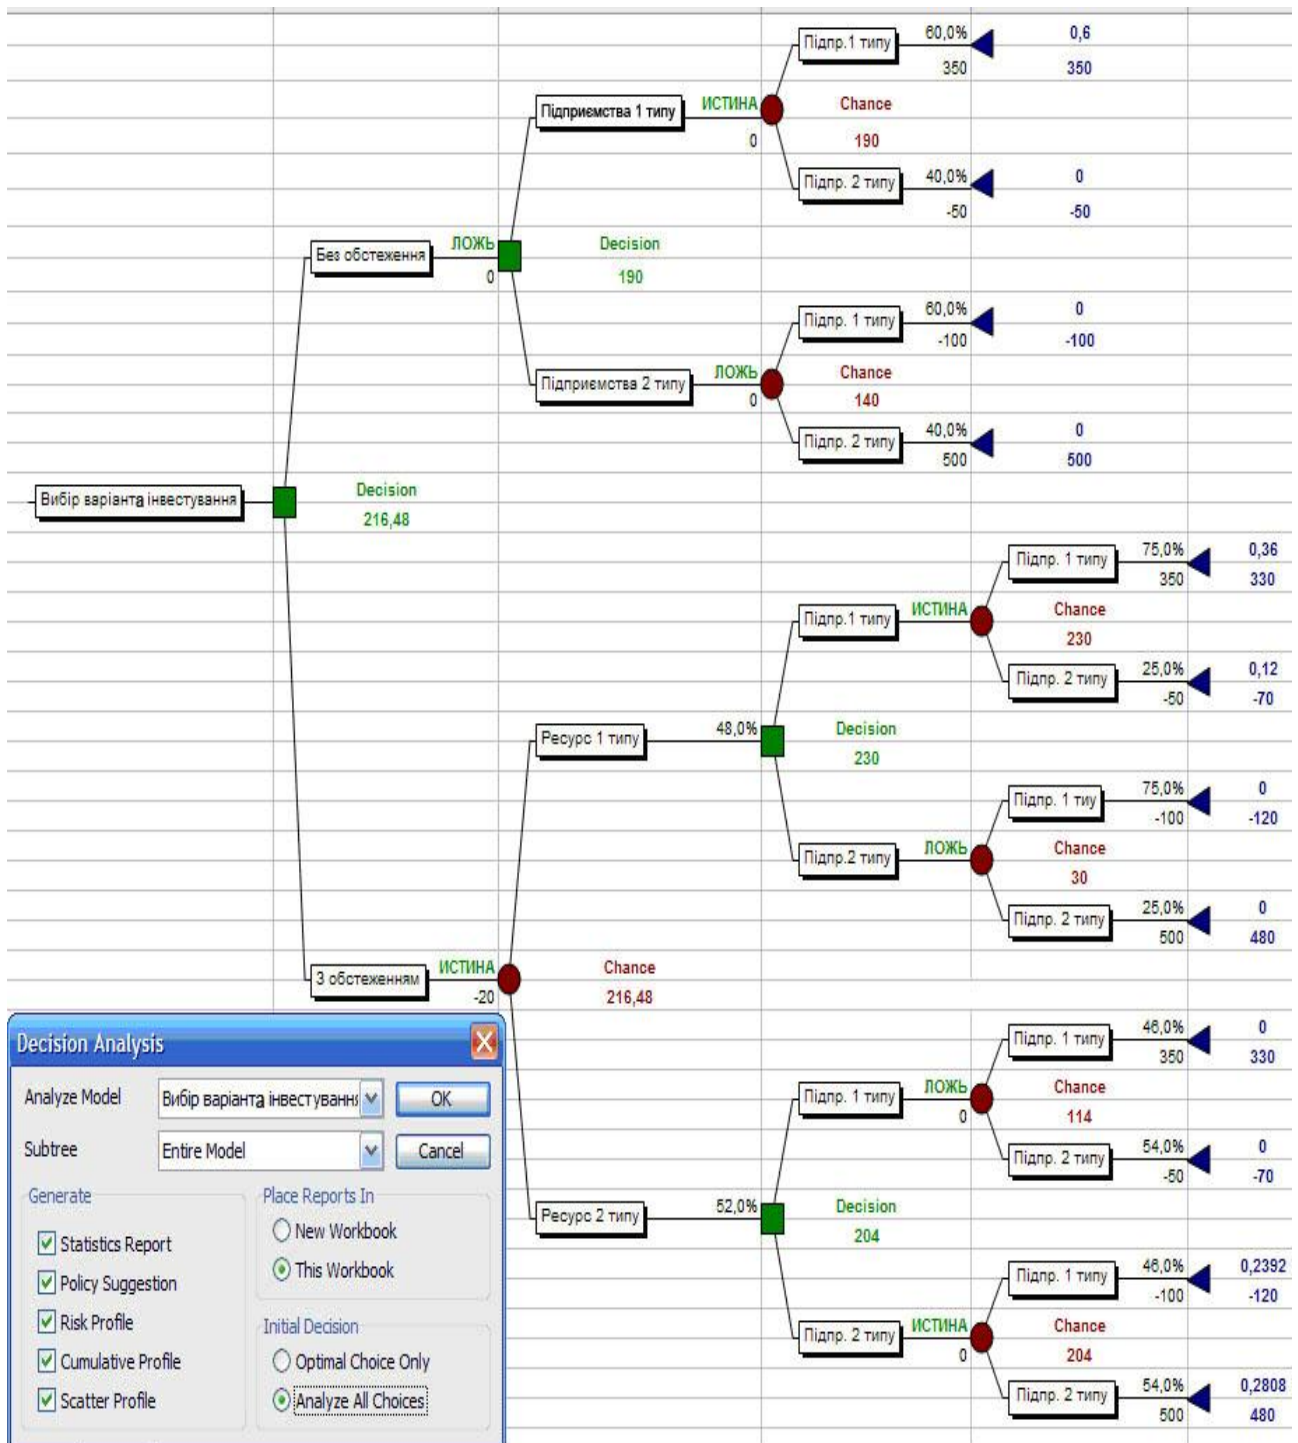 60,0%
0,6
Підпр.1 типу
350
350
ИСТИНА
Chance
Підприємства 1 типу
0
190
40,0%
0
Підпр. 2 типу
-50
-50
ЛОЖЬ
Decision
Без обстеження
0
190
60,0%
0
Підпр. 1 типу
-100
-100
ЛОЖЬ
Chance
Підприємства 2 типу
0
140
40,0%
0
Підпр. 2 типу
500
500
Decision
Вибір варіанта інвестування
216,48
75,0%
0,36
Підпр. 1 типу
350
330
ИСТИНА
Chance
Підпр.1 типу
230
25,0%
0,12
Підпр. 2 типу
-50
-70
48,0%
Decision
Ресурс 1 типу
230
75,0%
0
Підпр. 1 тиу
-100
-120
ЛОЖЬ
Chance
Підпр.2 типу
30
25,0%
0
Підпр. 2 типу
500
480
ИСТИНА
Chance
З обстеженням
-20
216,48
46,0%
0
Підпр. 1 типу
350
330
ЛОЖЬ
Chance
Підпр. 1 типу
0
114
54,0%
0
Підпр. 2 типу
-50
-70
52,0%
Decision
Ресурс 2 типу
204
46,0%
0,2392
Підпр. 1 типу
-100
-120
ИСТИНА
Chance
Підпр. 2 типу
0
204
54,0%
0,2808
Підпр. 2 типу
500
480
Decision Analysis
Analyze Model
Вибір варіанта інвестуванн
OK
Subtree
Entire Model
Cancel
Generate
Statistics Report
Policy Suggestion
Risk Profile
Cumulative Profile
Scatter Profile
Place Reports In
New Workbook
This Workbook
Initial Decision
Optimal Choice Only
Analyze All Choices